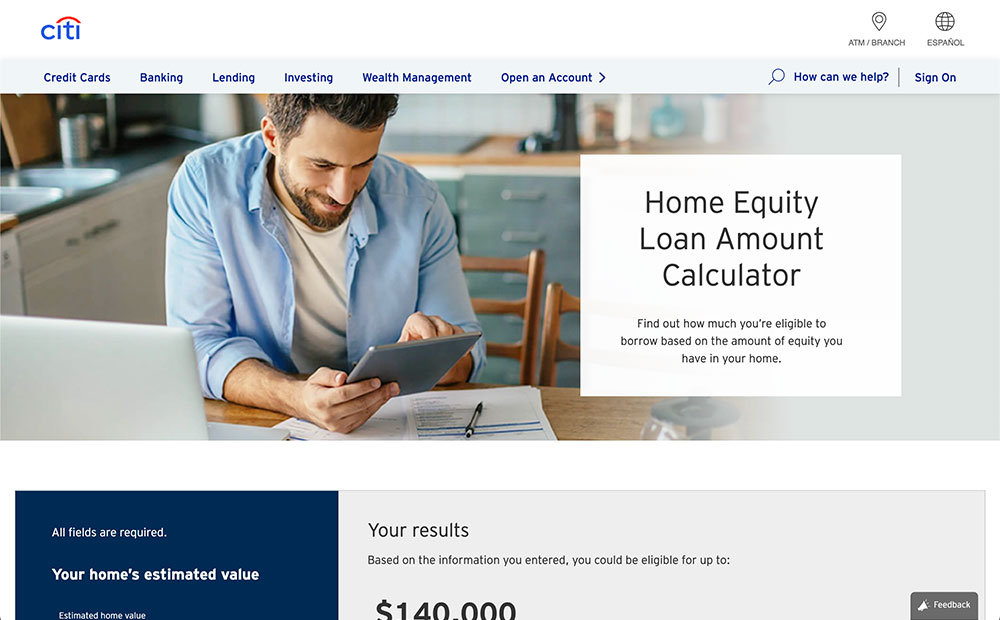 citi
ATM / BRANCH
ESPAÑOL
Credit Cards Banking Lending Investing Wealth Management Open an Account How can we help? Sign On
Home Equity
Loan Amount
Calculator
Find out how much you’re eligible to
borrow based on the amount of equity you
have in your home.
All fields are required.
Your results
Based on the information you entered, you could be eligible for up to:
Your home’s estimated value
Estimated home value
$140,000
Feedback